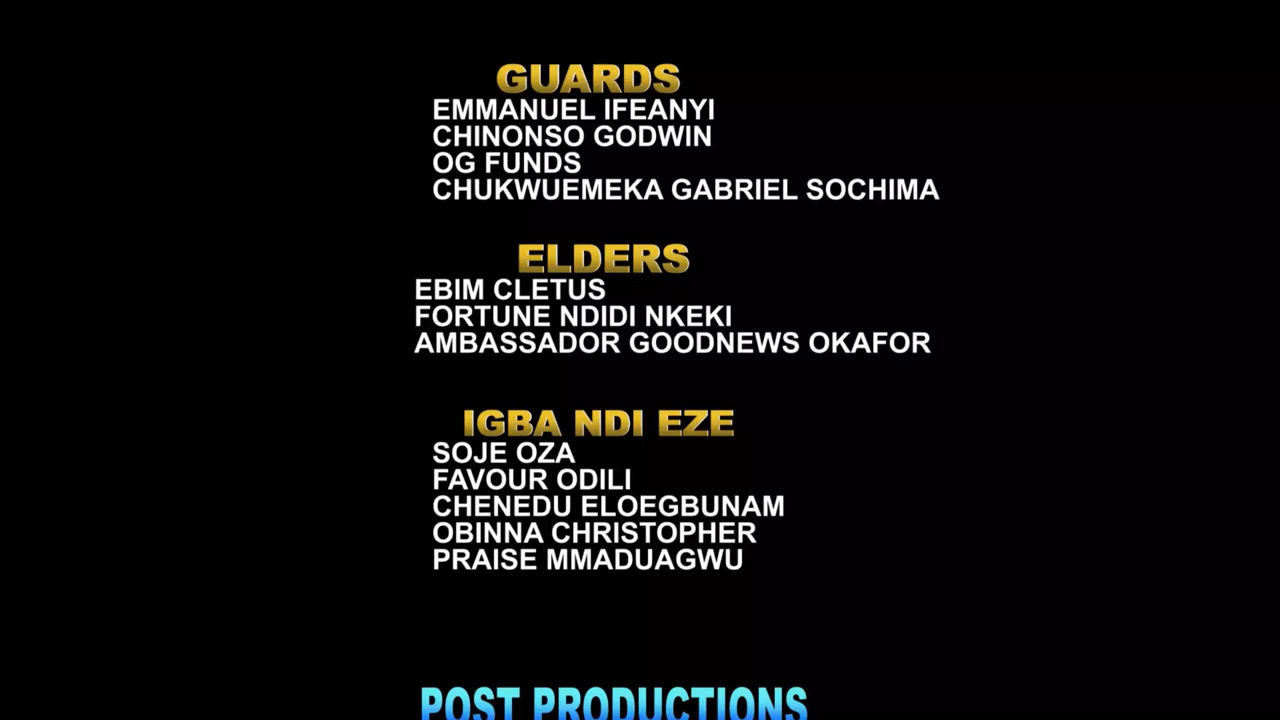 GUARDS
EMMANUEL IFEANYI
CHINONSO GODWIN
OG FUNDS
CHUKWUEMEKA GABRIEL SOCHIMA
ELDERS
EBIM CLETUS
FORTUNE NDIDI NKEKI
AMBASSADOR GOODNEWS OKAFOR
IGBA NDI EZE
SOJE OZA
FAVOUR ODILI
CHENEDU ELOEGBUNAM
OBINNA CHRISTOPHER
PRAISE MMADUAGWU
POST PRODUCTIONS